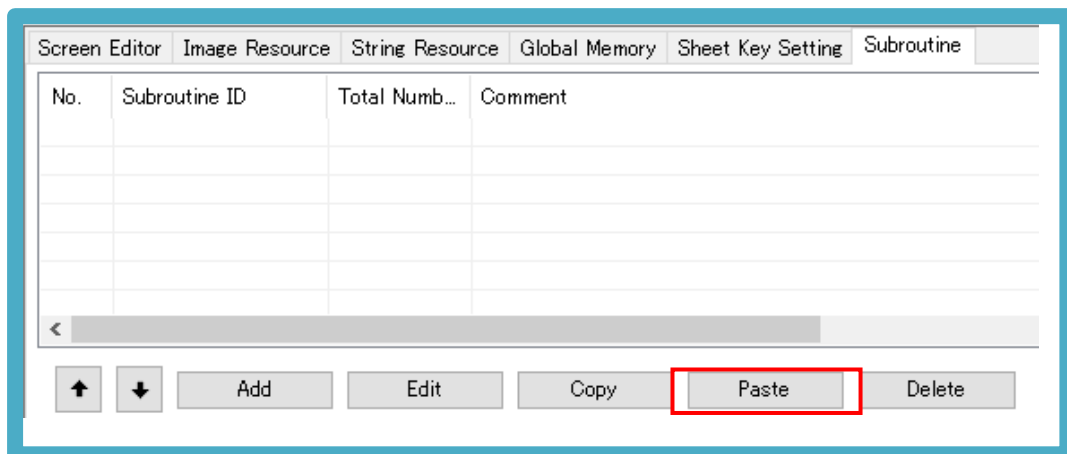 Screen Editor Image Resource String Resource Global Memory Sheet Key Setting Subroutine
No. Subroutine ID Total Numb... Comment
Add Edit Copy Paste Delete